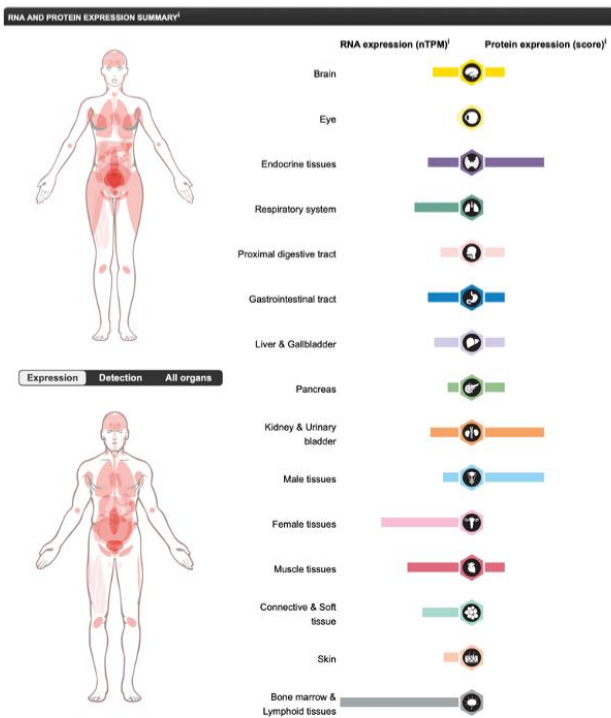 RNA AND PROTEIN EXPRESSION SUMMARYⁱ
RNA expression (nTPM)ⁱ
Protein expression (score)ⁱ
Brain
Eye
Endocrine tissues
Respiratory system
Proximal digestive tract
Gastrointestinal tract
Liver & Gallbladder
Expression Detection All organs
Pancreas
Kidney & Urinary
bladder
Male tissues
Female tissues
Muscle tissues
Connective & Soft
tissue
Skin
Bone marrow &
Lymphoid tissues